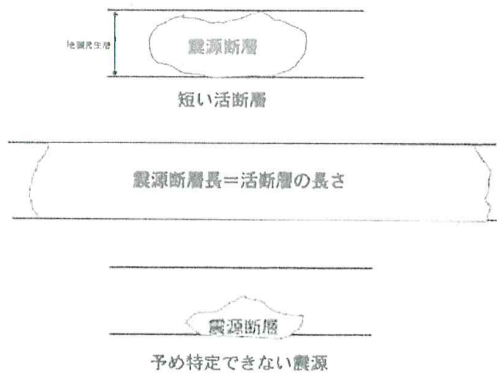 震源断層
地震発生層
短い活断層
震源断層長＝活断層の長さ
震源断層
予め特定できない震源